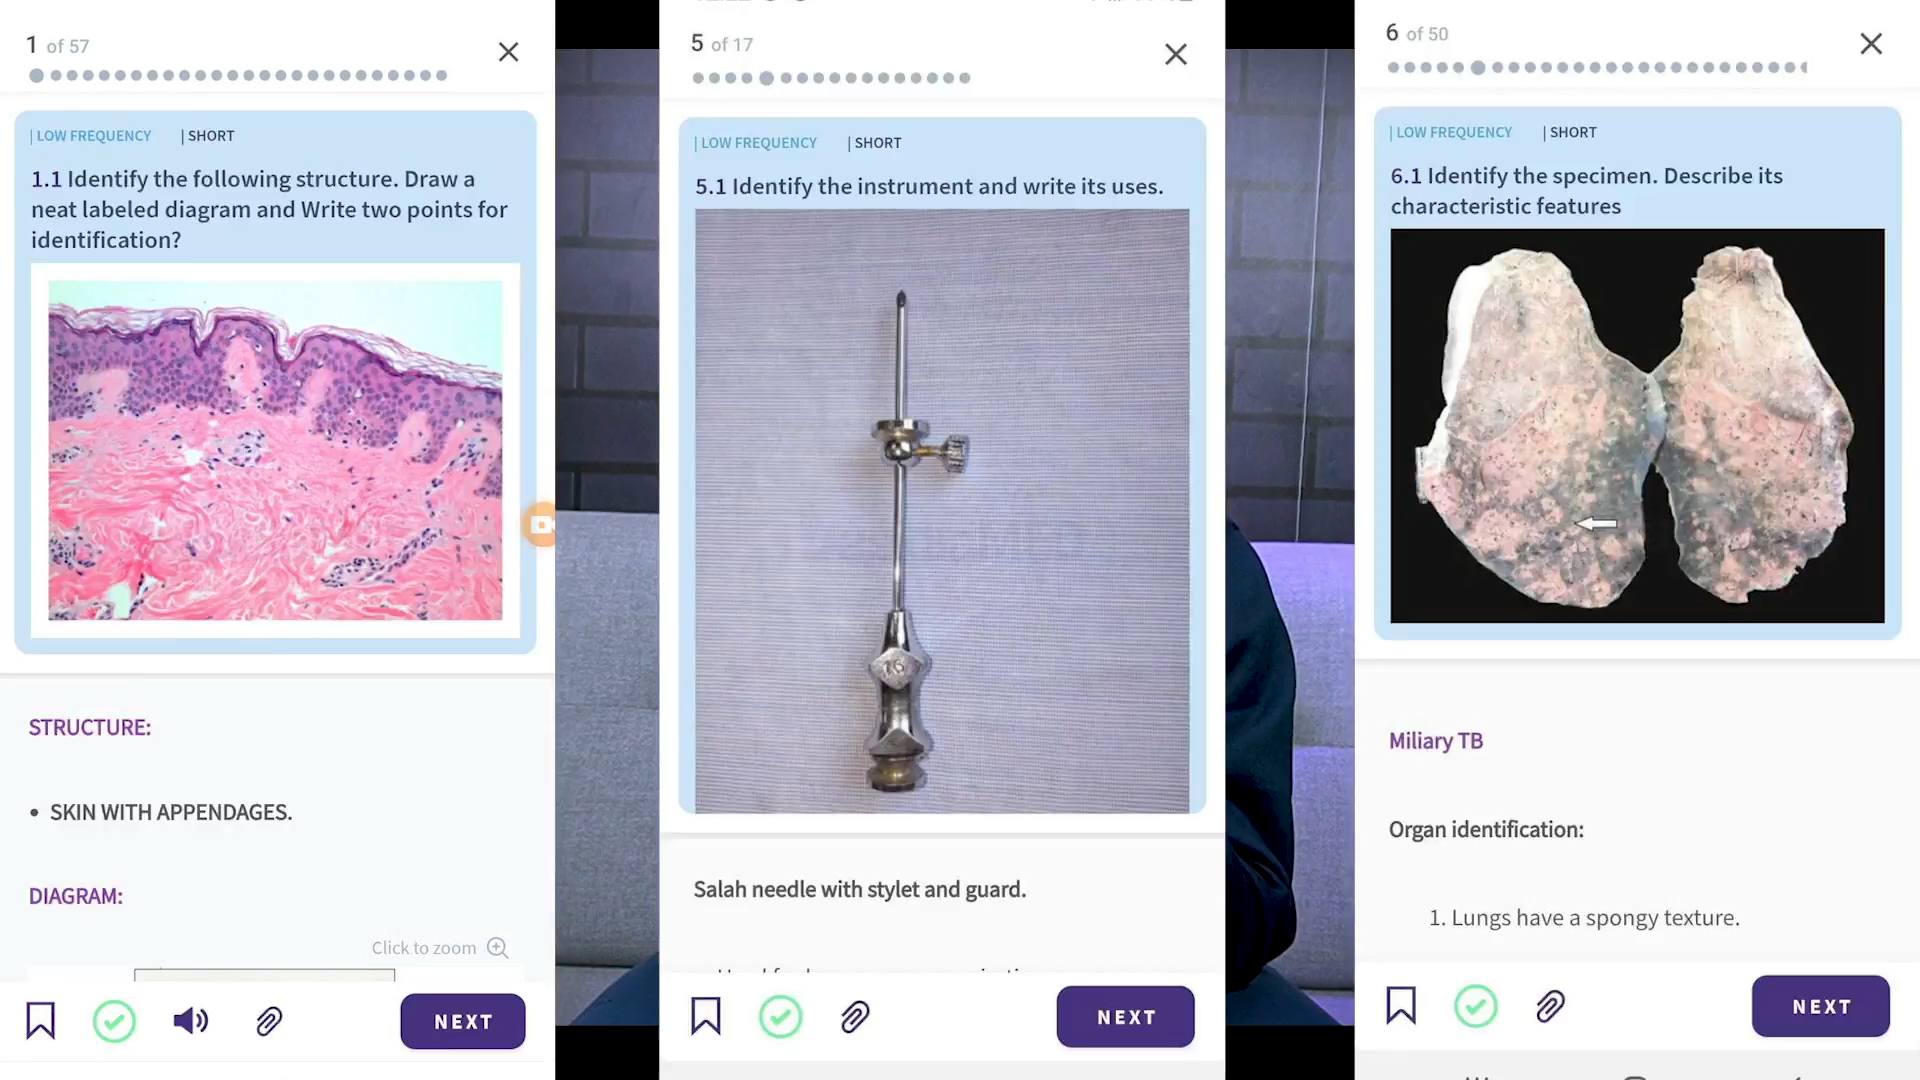 1 of 57
| LOW FREQUENCY | SHORT
1.1 Identify the following structure. Draw a
neat labeled diagram and Write two points for
identification?
STRUCTURE:
• SKIN WITH APPENDAGES.
DIAGRAM:
Click to zoom
NEXT
5 of 17
| LOW FREQUENCY | SHORT
5.1 Identify the instrument and write its uses.
16
Salah needle with stylet and guard.
NEXT
6 of 50
| LOW FREQUENCY | SHORT
6.1 Identify the specimen. Describe its
characteristic features
Miliary TB
Organ identification:
1. Lungs have a spongy texture.
NEXT